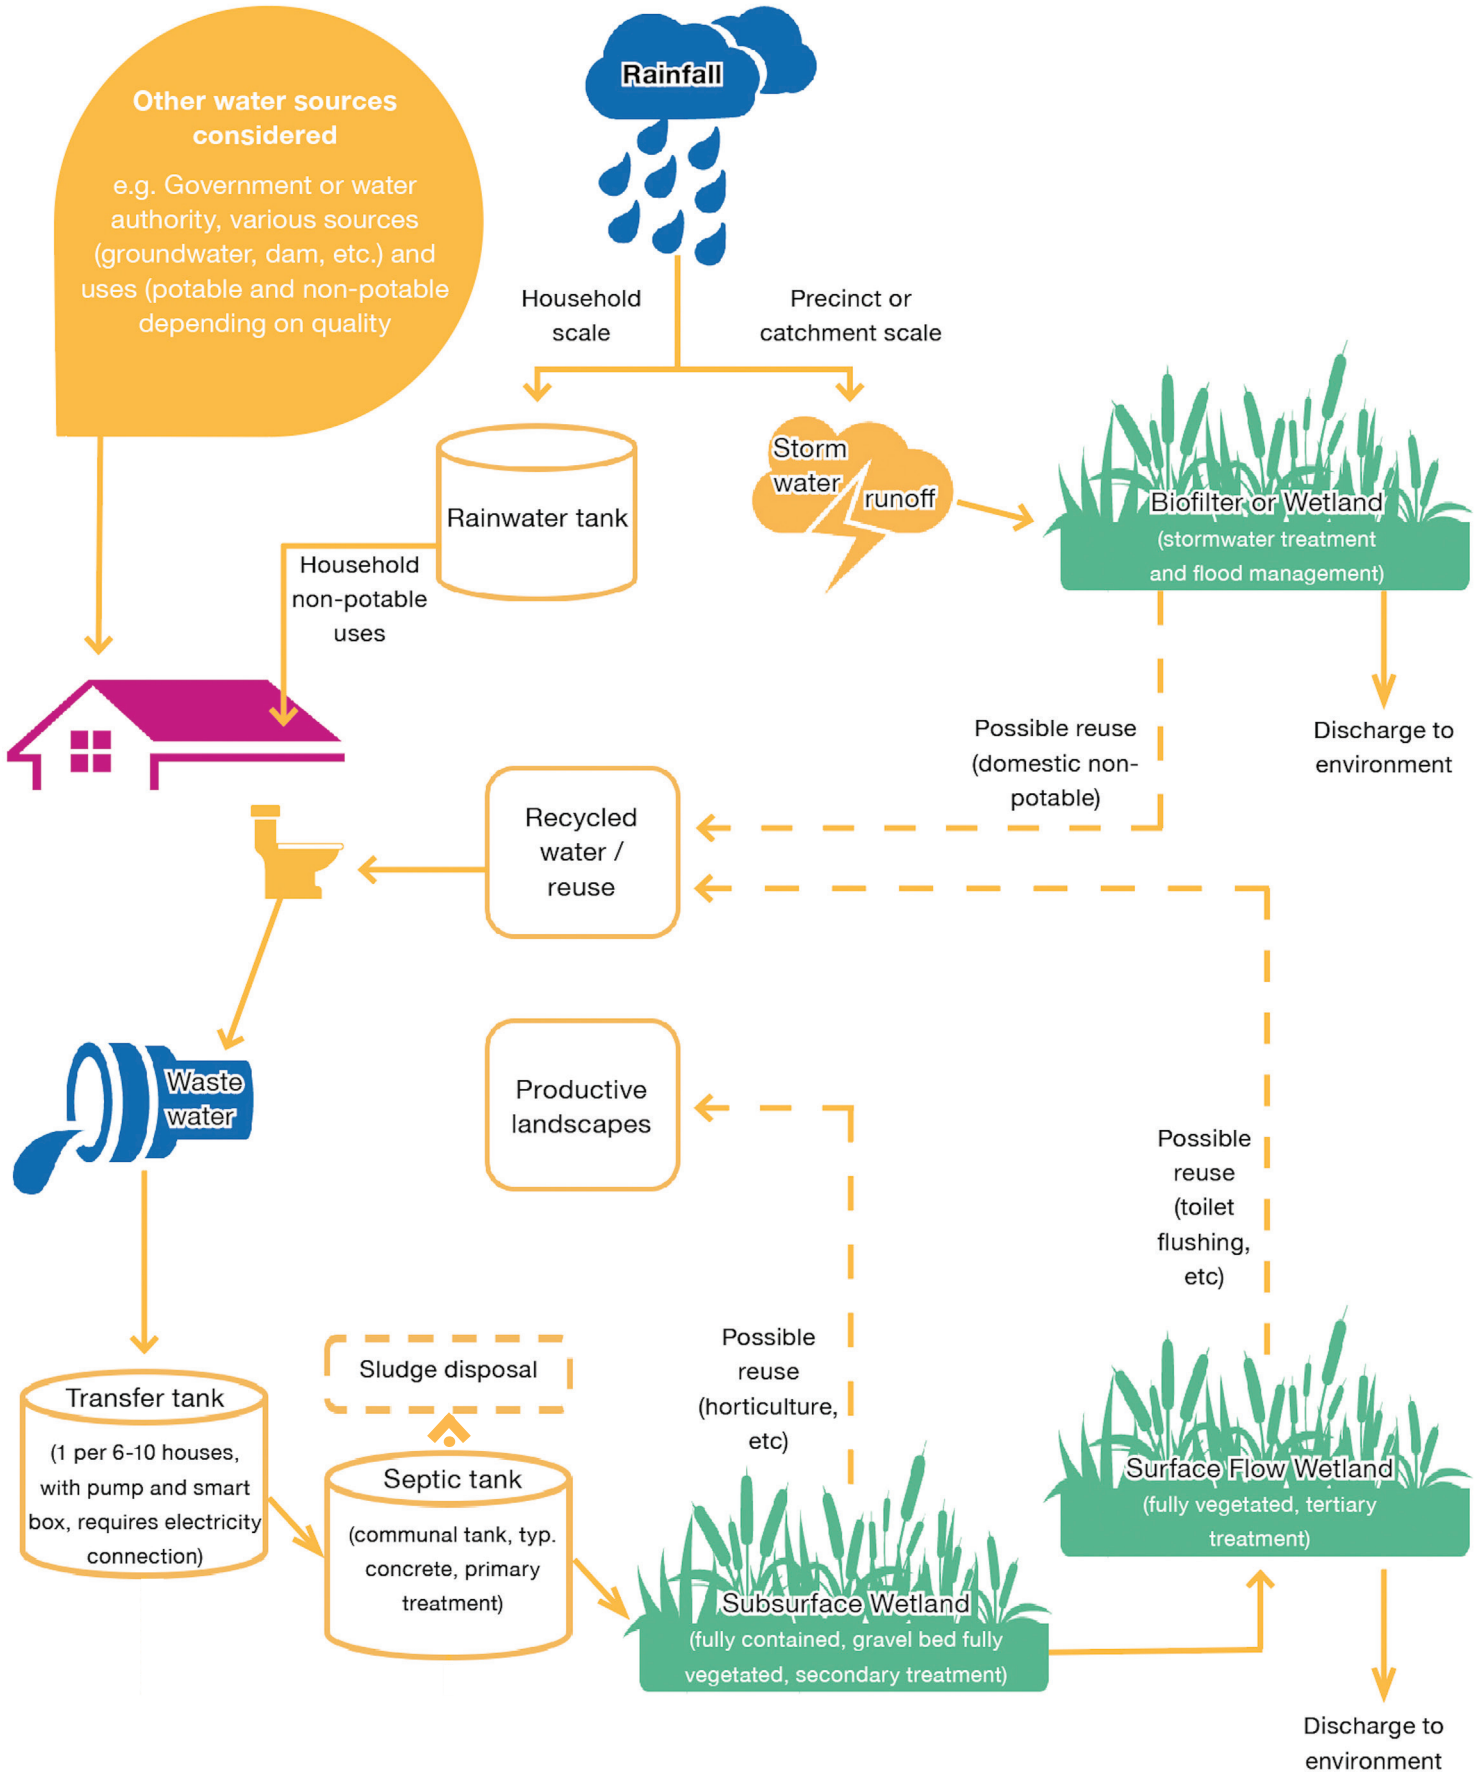 Other water sources
considered
e.g. Government or water
authority, various sources
(groundwater, dam, etc.) and
uses (potable and non-potable
depending on quality
Rainfall
Household
scale
Precinct or
catchment scale
Rainwater tank
Storm
water
runoff
Biofilter or Wetland
(stormwater treatment
and flood management)
Household
non-potable
uses
Possible reuse
(domestic non-
potable)
Discharge to
environment
Recycled
water /
reuse
Waste
water
Productive
landscapes
Possible
reuse
(toilet
flushing,
etc)
Possible
reuse
(horticulture,
etc)
Transfer tank
(1 per 6-10 houses,
with pump and smart
box, requires electricity
connection)
Sludge disposal
Septic tank
(communal tank, typ.
concrete, primary
treatment)
Subsurface Wetland
(fully contained, gravel bed fully
vegetated, secondary treatment)
Surface Flow Wetland
(fully vegetated, tertiary
treatment)
Discharge to
environment